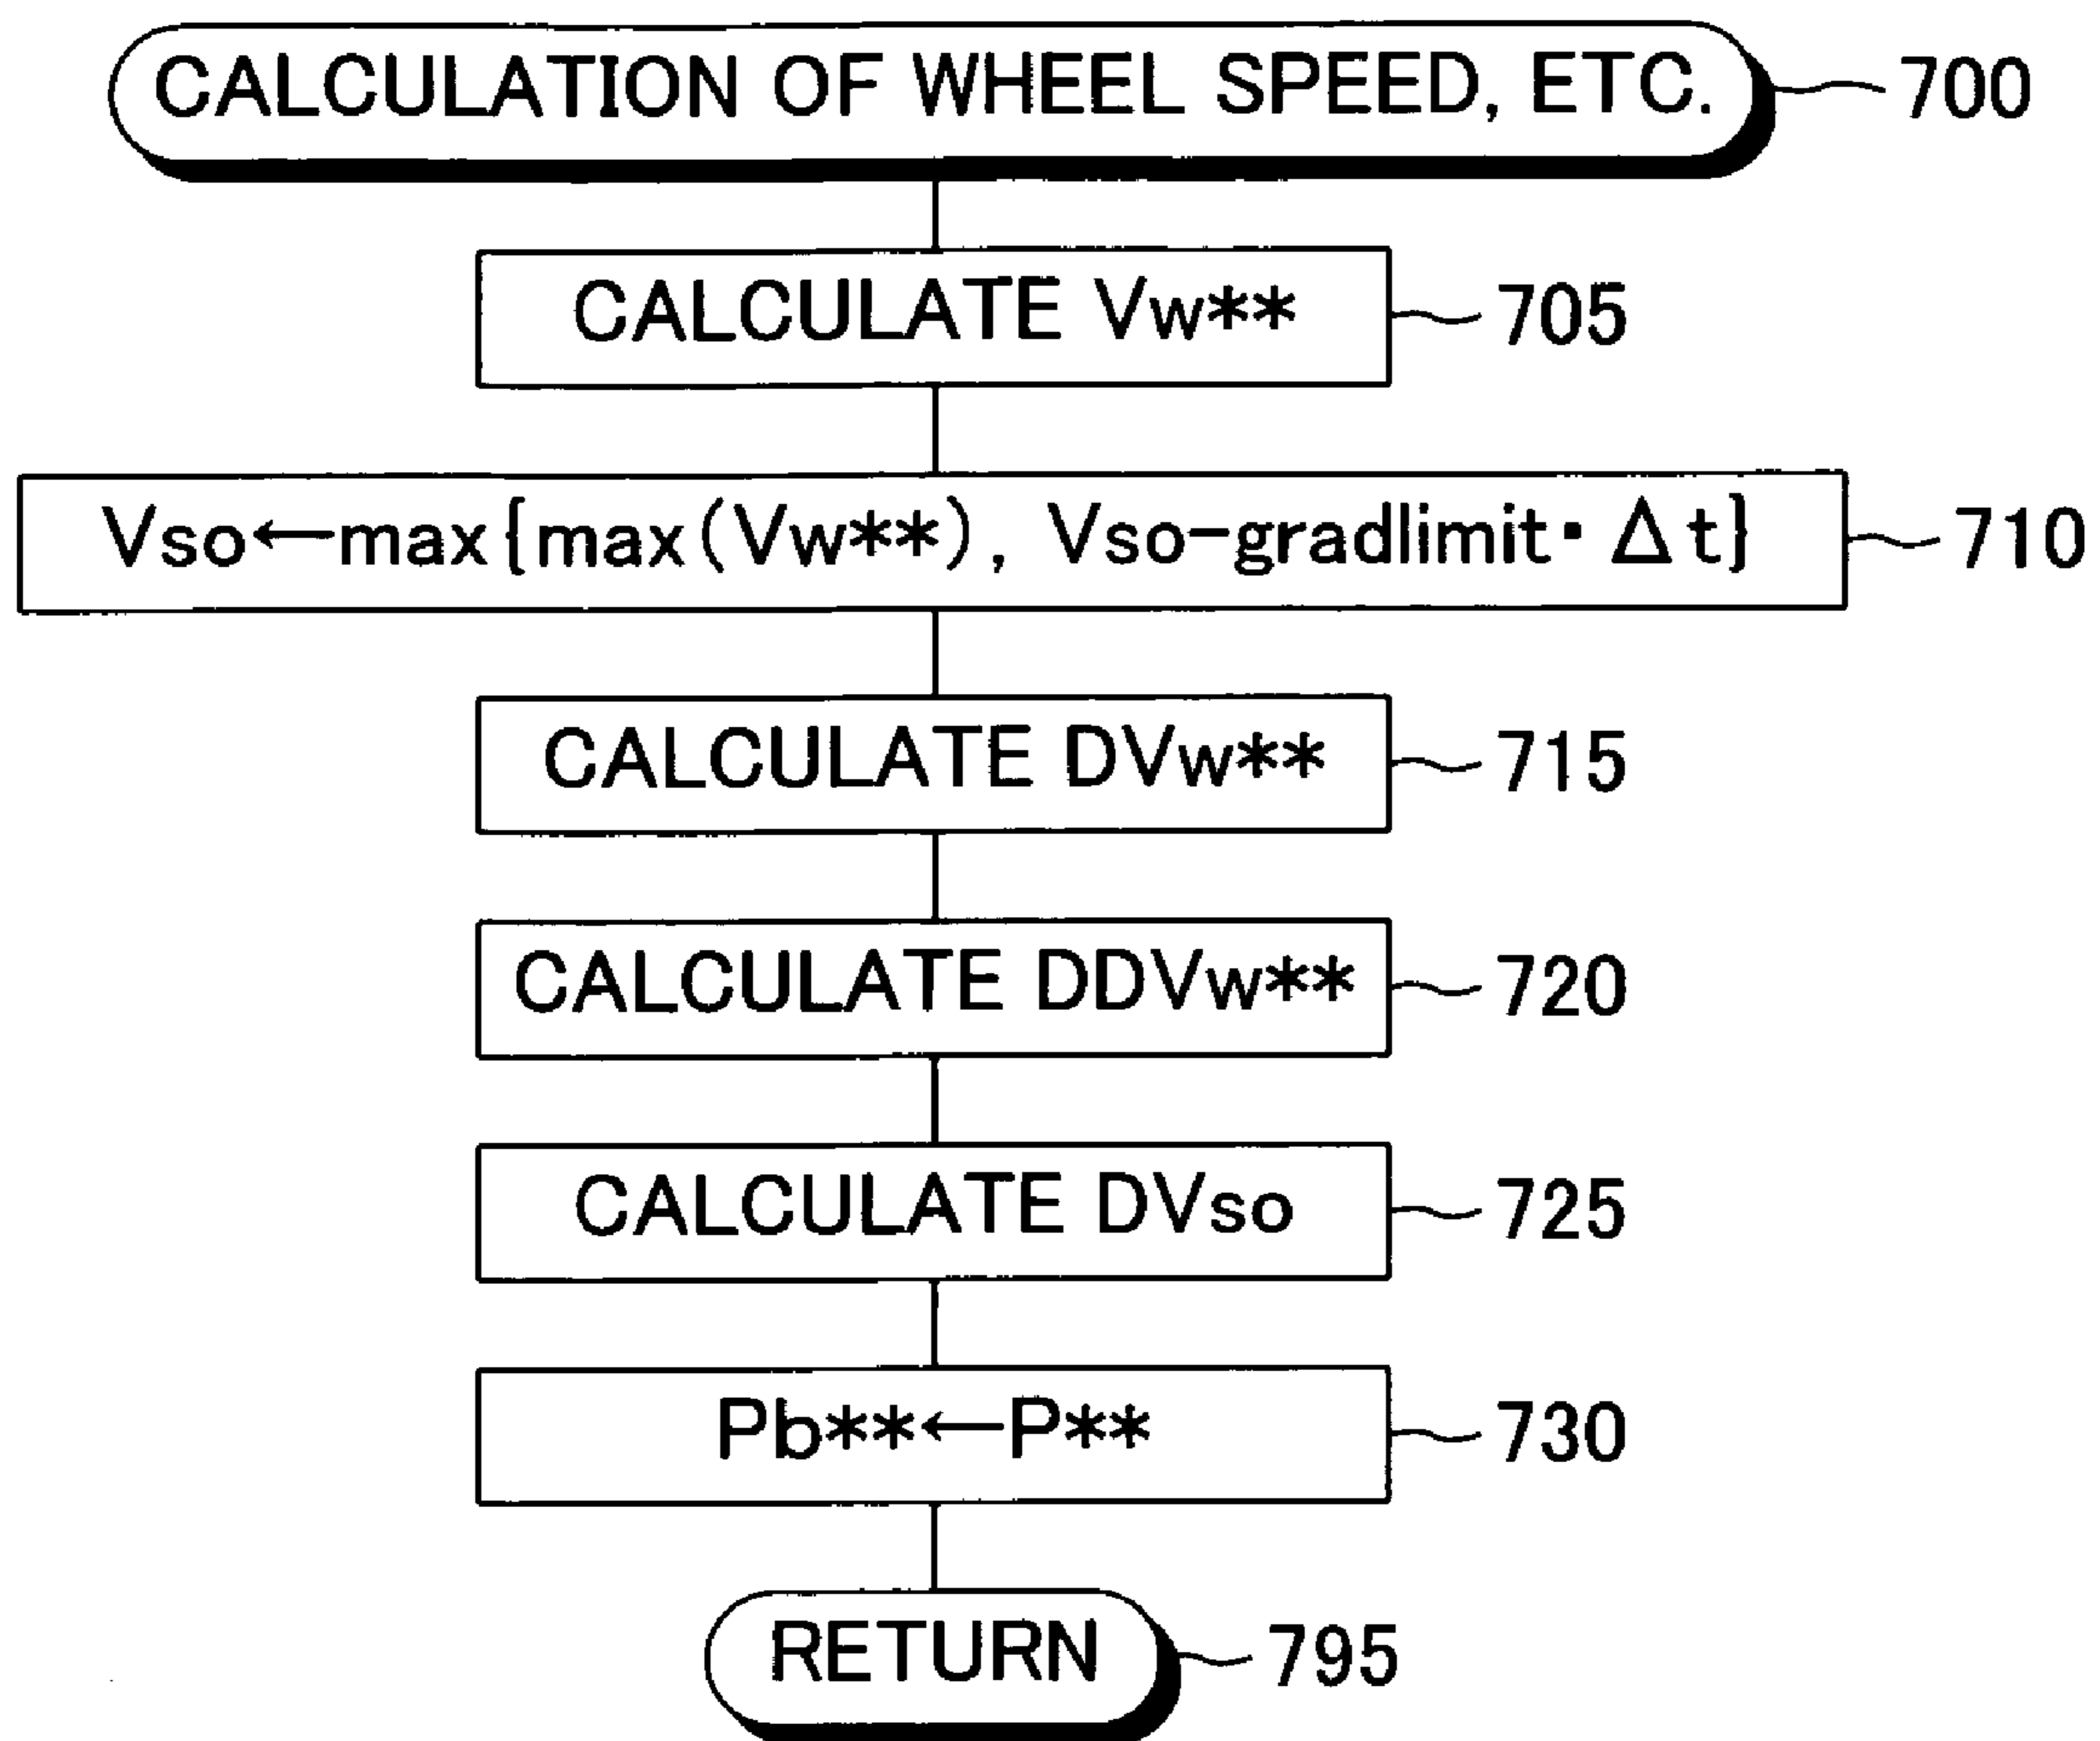 CALCULATION OF WHEEL SPEED, ETC. 700
CALCULATE Vw** 705
Vso←max{max(Vw**), Vso-gradlimit・Δt} 710
CALCULATE DVw** 715
CALCULATE DDVw** 720
CALCULATE DVso 725
Pb**←P** 730
RETURN 795